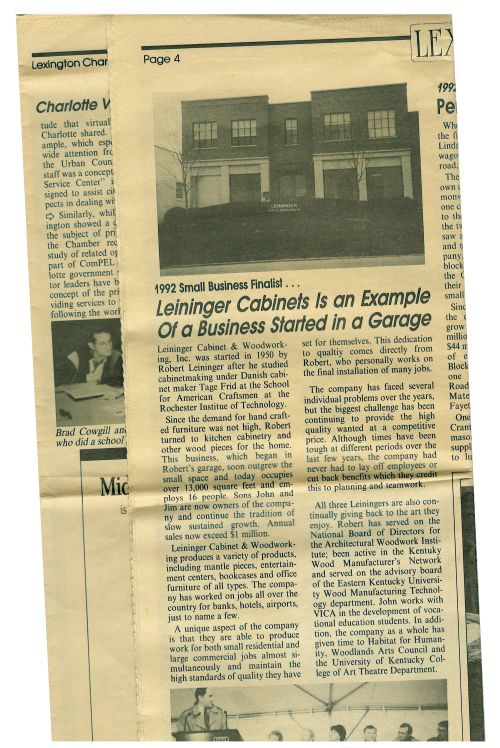 Lexington Char
Charlotte V
tude that virtual
Charlotte shared.
ample, which espe
wide attention fro
the Urban Coun
staff was a concept
Service Center"
signed to assist cit
pects in dealing wi
⇨ Similarly, whil
ington showed a c
the subject of pri
the Chamber rec
study of related op
part of ComPEL
lotte government
tor leaders have b
concept of the pri
viding services to
following the worl
Brad Cowgill and
who did a school
Mid
is
Page 4
LEX
1992 Small Business Finalist . . .
Leininger Cabinets Is an Example
Of a Business Started in a Garage
Leininger Cabinet & Woodwork-
ing, Inc. was started in 1950 by
Robert Leininger after he studied
cabinetmaking under Danish cabi-
net maker Tage Frid at the School
for American Craftsmen at the
Rochester Institue of Technology.
Since the demand for hand craft-
ed furniture was not high, Robert
turned to kitchen cabinetry and
other wood pieces for the home.
This business, which began in
Robert's garage, soon outgrew the
small space and today occupies
over 13,000 square feet and em-
ploys 16 people. Sons John and
Jim are now owners of the compa-
ny and continue the tradition of
slow sustained growth. Annual
sales now exceed $1 million.
Leininger Cabinet & Woodwork-
ing produces a variety of products,
including mantle pieces, entertain-
ment centers, bookcases and office
furniture of all types. The compa-
ny has worked on jobs all over the
country for banks, hotels, airports,
just to name a few.
A unique aspect of the company
is that they are able to produce
work for both small residential and
large commercial jobs almost si-
multaneously and maintain the
high standards of quality they have
set for themselves. This dedication
to qualtiy comes directly from
Robert, who personally works on
the final installation of many jobs.
The company has faced several
individual problems over the years,
but the biggest challenge has been
continuing to provide the high
quality wanted at a competitive
price. Although times have been
tough at different periods over the
last few years, the company had
never had to lay off employees or
cut back benefits which they credit
this to planning and teamwork.
All three Leiningers are also con-
tinually giving back to the art they
enjoy. Robert has served on the
National Board of Directors for
the Architectural Woodwork Insti-
tute; been active in the Kentuky
Wood Manufacturer's Network
and served on the advisory board
of the Eastern Kentucky Universi-
ty Wood Manufacturing Technol-
ogy department. John works with
VICA in the development of voca-
tional education students. In addi-
tion, the company as a whole has
given time to Habitat for Human-
ity, Woodlands Arts Council and
the University of Kentucky Col-
lege of Art Theatre Department.
LEININGER
1992
Pe
Whe
the fi
Linda
wago
road,
The
own c
monv
one c
to the
the tw
saw a
and t
pany
block
the C
their
small
Sinc
the c
grow
millio
$44 m
of e
Block
one
Road
Mate
Fayet
One
Crant
maso
suppl
to lu